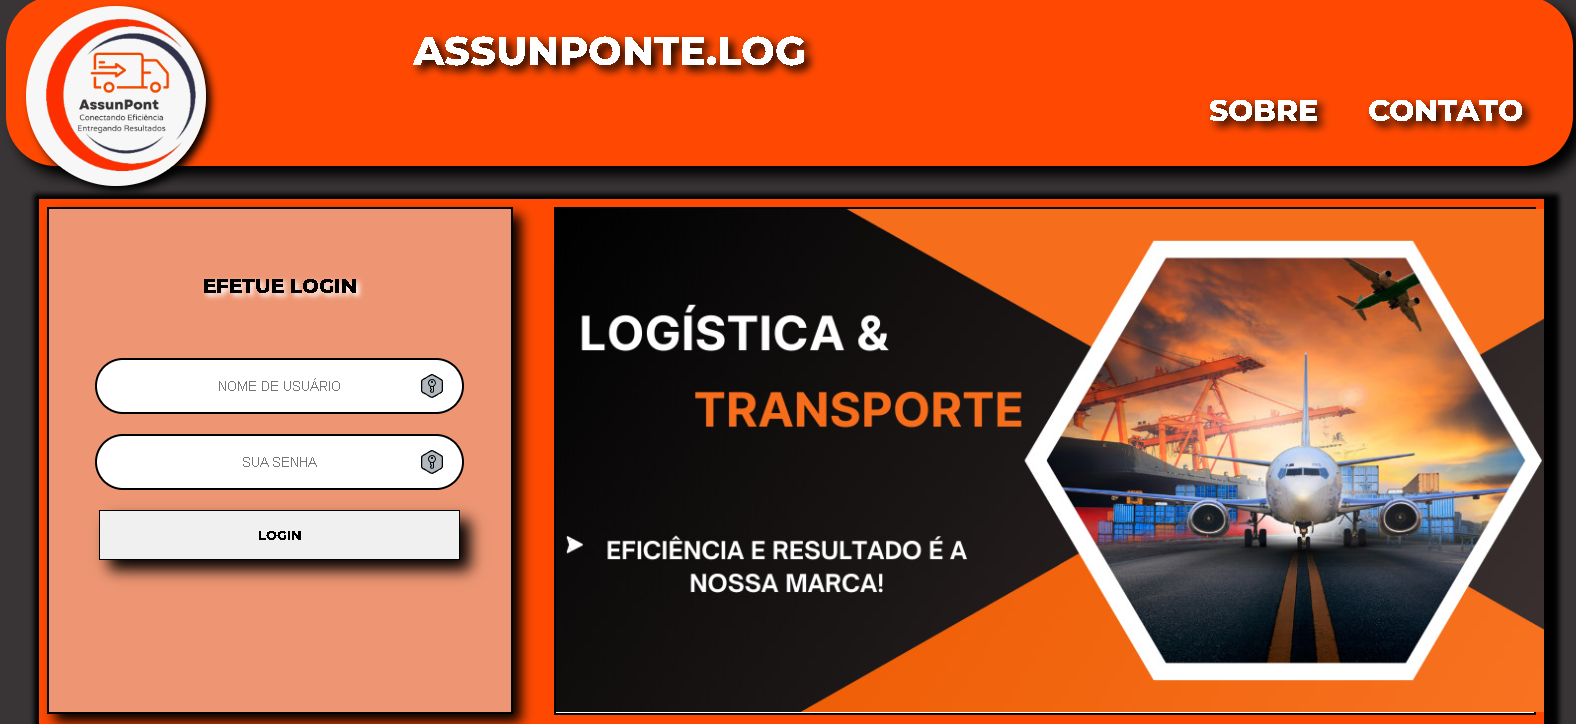 ASSUNPONTE.LOG
AssunPont
Conectando Eficiência
Entregando Resultados
SOBRE CONTATO
EFETUE LOGIN
NOME DE USUÁRIO
SUA SENHA
LOGIN
LOGÍSTICA &
TRANSPORTE
EFICIÊNCIA E RESULTADO É A
NOSSA MARCA!